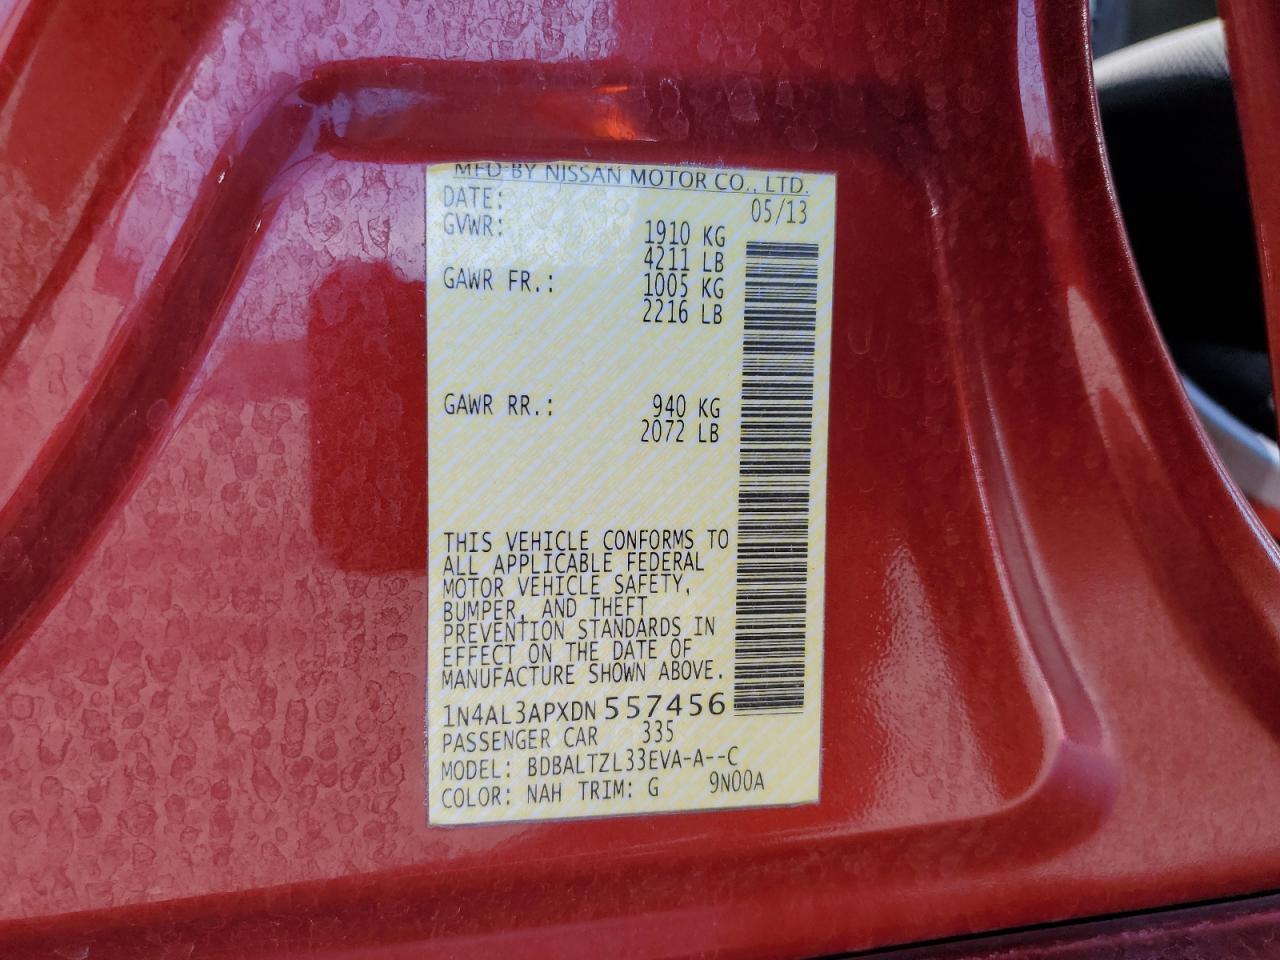 MFD BY NISSAN MOTOR CO., LTD.
DATE: 05/13
GVWR: 1910 KG
4211 LB
GAWR FR.: 1005 KG
2216 LB
GAWR RR.: 940 KG
2072 LB
THIS VEHICLE CONFORMS TO
ALL APPLICABLE FEDERAL
MOTOR VEHICLE SAFETY,
BUMPER, AND THEFT
PREVENTION STANDARDS IN
EFFECT ON THE DATE OF
MANUFACTURE SHOWN ABOVE.
1N4AL3APXDN557456
PASSENGER CAR 335
MODEL: BDBALTZL33EVA-A--C
COLOR: NAH TRIM: G 9N00A